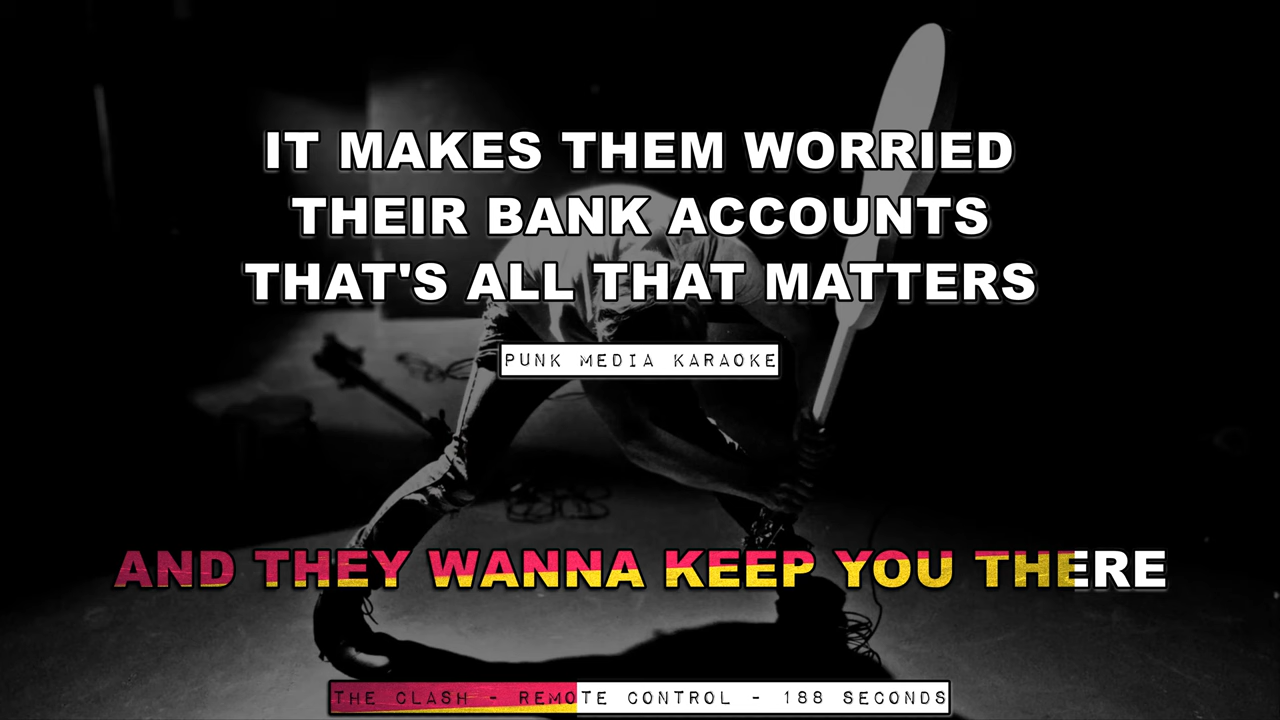 IT MAKES THEM WORRIED
THEIR BANK ACCOUNTS
THAT'S ALL THAT MATTERS
PUNK MEDIA KARAOKE
AND THEY WANNA KEEP YOU THERE
THE CLASH - REMOTE CONTROL - 188 SECONDS